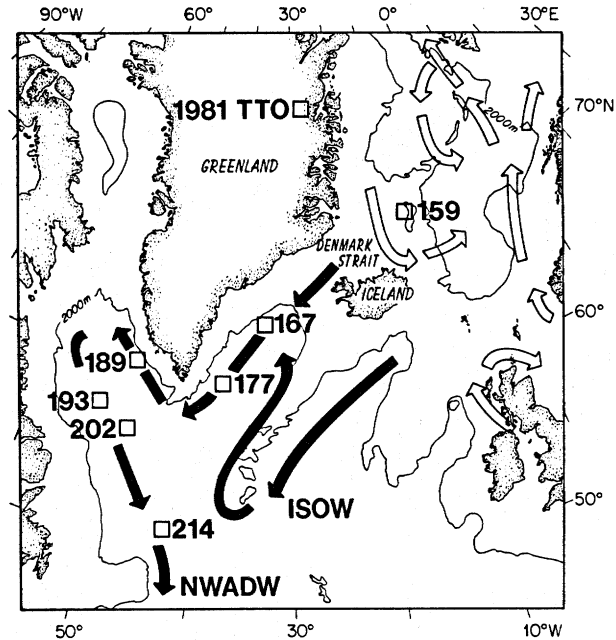 90°W 60° 30° 0° 30°E
1981 TTO
70°N
2000m
GREENLAND
159
DENMARK
STRAIT
ICELAND
2000m
60°
167
189
177
193
202
50°
ISOW
214
NWADW
50° 30° 10°W